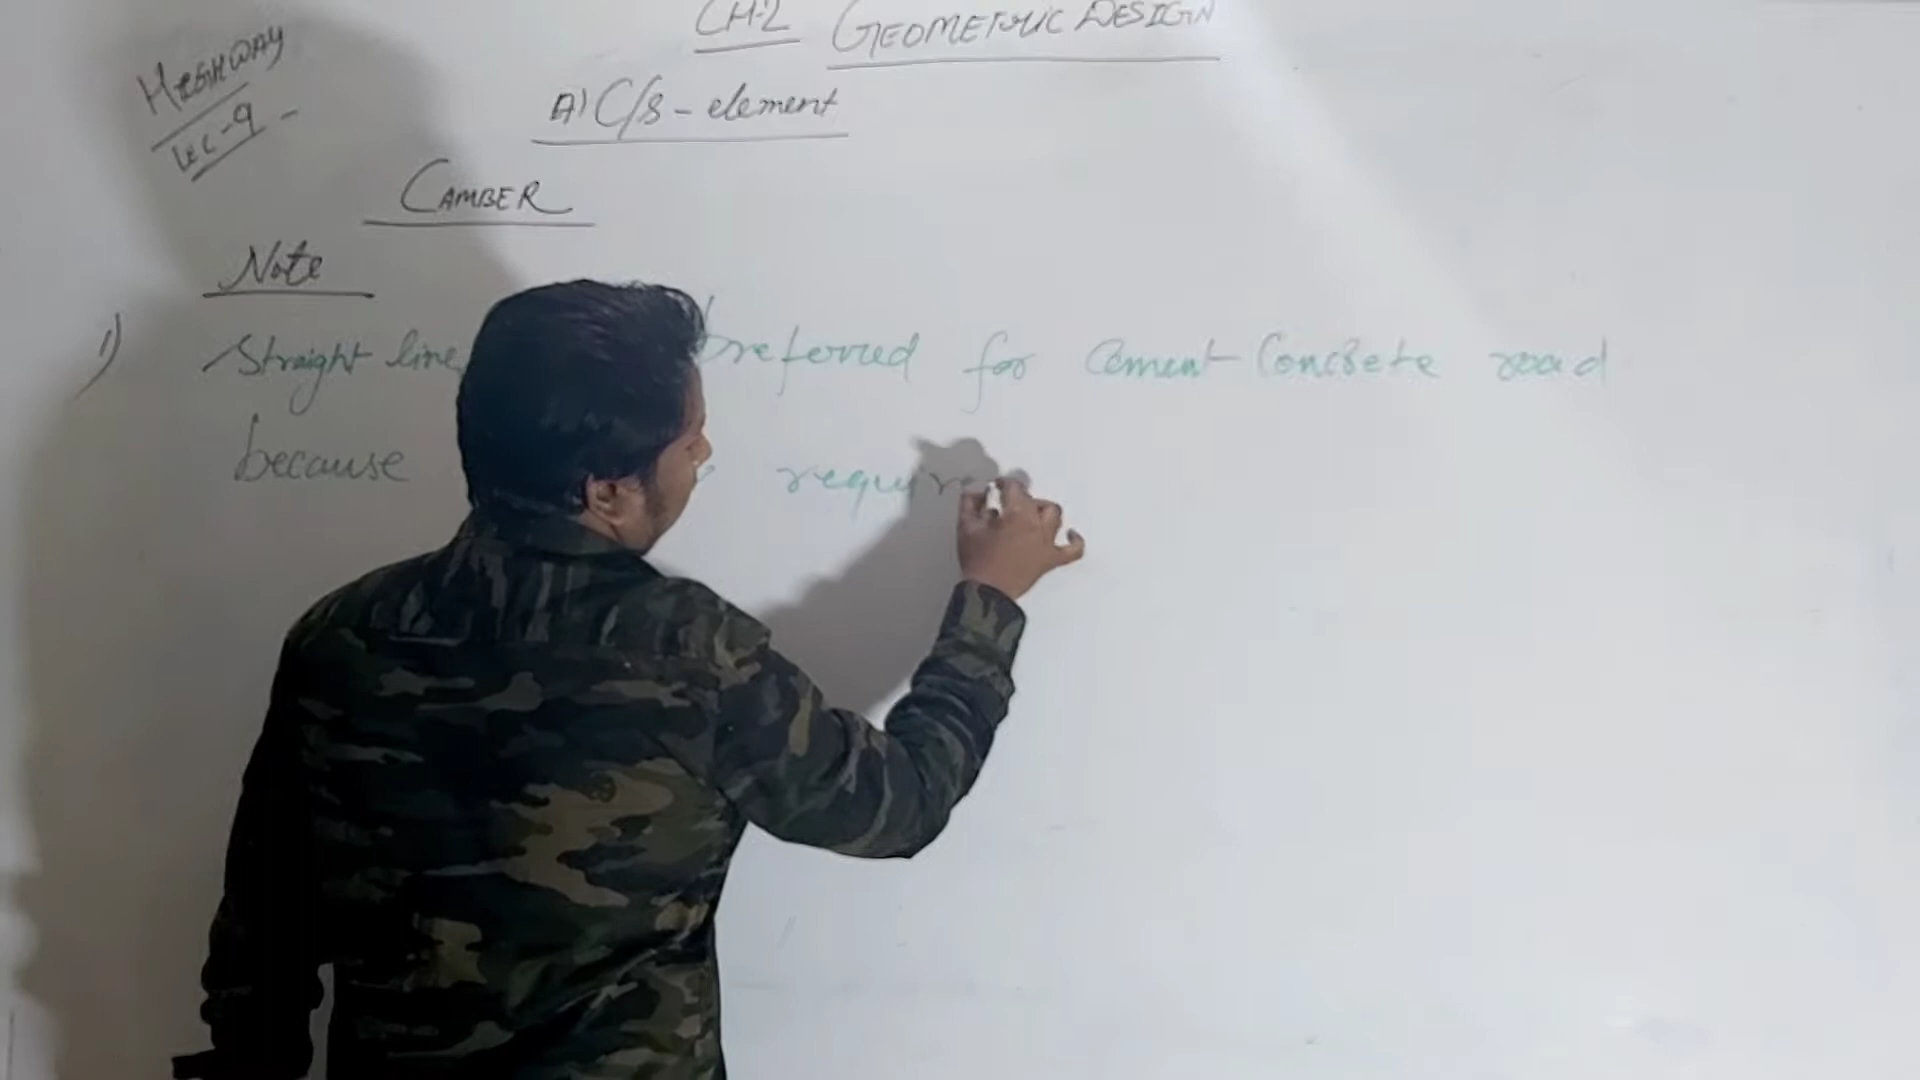 CH-2 GEOMETRIC DESIGN
HIGHWAY
Lec-9
A) C/s - element
CAMBER
Note
1) Straight line preferred for Cement Concrete road
because require